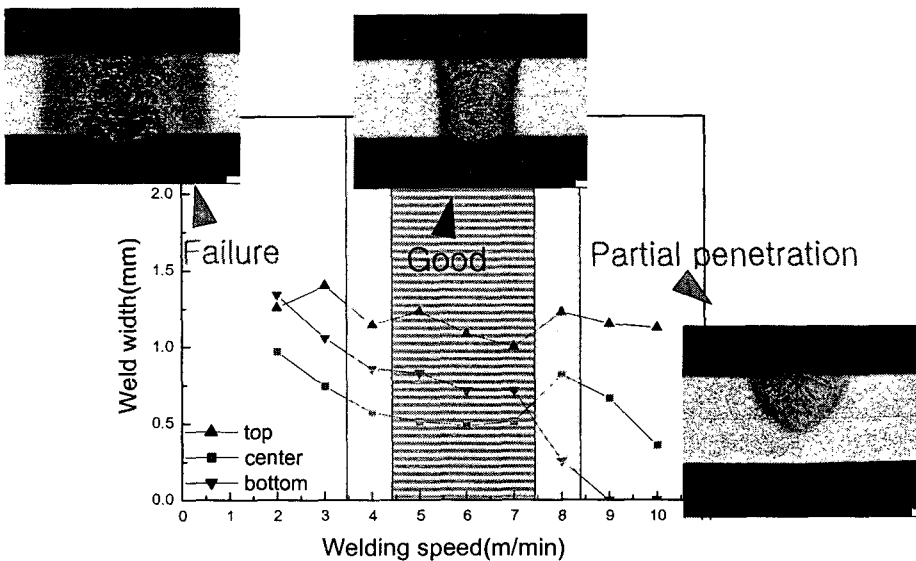 2.0
Failure
Good
Partial penetration
1.5
Weld width(mm)
1.0
0.5
top
center
bottom
0.0
0 1 2 3 4 5 6 7 8 9 10
Welding speed(m/min)